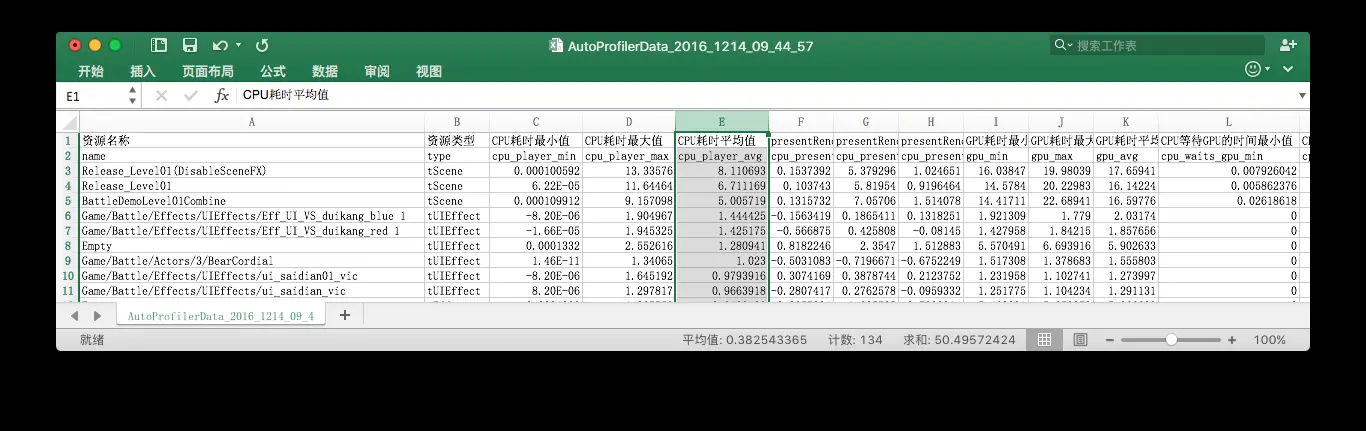 AutoProfilerData_2016_1214_09_44_57
搜索工作表
开始 插入 页面布局 公式 数据 审阅 视图
E1 fx CPU耗时平均值
A B C D E F G H I J K L
1 资源名称 资源类型 CPU耗时最小值 CPU耗时最大值 CPU耗时平均值 presentRend presentRend presentRend GPU耗时最小 GPU耗时最大 GPU耗时平均 CPU等待GPU的时间最小值
2 name type cpu_player_min cpu_player_max cpu_player_avg cpu_present cpu_present cpu_present gpu_min gpu_max gpu_avg cpu_waits_gpu_min
3 Release_Level01(DisableSceneFX) tScene 0.000100592 13.33576 8.110693 0.1537392 5.379296 1.024651 16.03847 19.98039 17.65941 0.007926042
4 Release_Level01 tScene 6.22E-05 11.64464 6.711169 0.103743 5.81954 0.9196464 14.5784 20.22983 16.14224 0.005862376
5 BattleDemoLevel01Combine tScene 0.000109912 9.157098 5.005719 0.1315732 7.05706 1.514078 14.41711 22.68941 16.59776 0.02618618
6 Game/Battle/Effects/UIEffects/Eff_UI_VS_duikang_blue 1 tUIEffect -8.20E-06 1.904967 1.444425 -0.1563419 0.1865411 0.1318251 1.921309 1.779 2.03174 0
7 Game/Battle/Effects/UIEffects/Eff_UI_VS_duikang_red 1 tUIEffect -1.66E-05 1.945325 1.425175 -0.566875 0.425808 -0.08145 1.427958 1.84215 1.857656 0
8 Empty tUIEffect 0.0001332 2.552616 1.280941 0.8182246 2.3547 1.512883 5.570491 6.693916 5.902633 0
9 Game/Battle/Actors/3/BearCordial tUIEffect 1.46E-11 1.34065 1.023 -0.5031083 -0.7196671 -0.6752249 1.517308 1.378683 1.555803 0
10 Game/Battle/Effects/UIEffects/ui_saidian01_vic tUIEffect -8.20E-06 1.645192 0.9793916 0.3074169 0.3878744 0.2123752 1.231958 1.102741 1.273997 0
11 Game/Battle/Effects/UIEffects/ui_saidian_vic tUIEffect 8.20E-06 1.297817 0.9663918 -0.2807417 0.2762578 -0.0959332 1.251775 1.104234 1.291131 0
AutoProfilerData_2016_1214_09_4 +
就绪 平均值: 0.382543365 计数: 134 求和: 50.49572424 100%